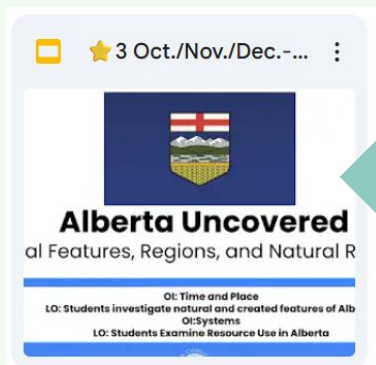 3 Oct./Nov./Dec.-...
Alberta Uncovered
al Features, Regions, and Natural R
OI: Time and Place
LO: Students investigate natural and created features of Alb
OI:Systems
LO: Students Examine Resource Use in Alberta